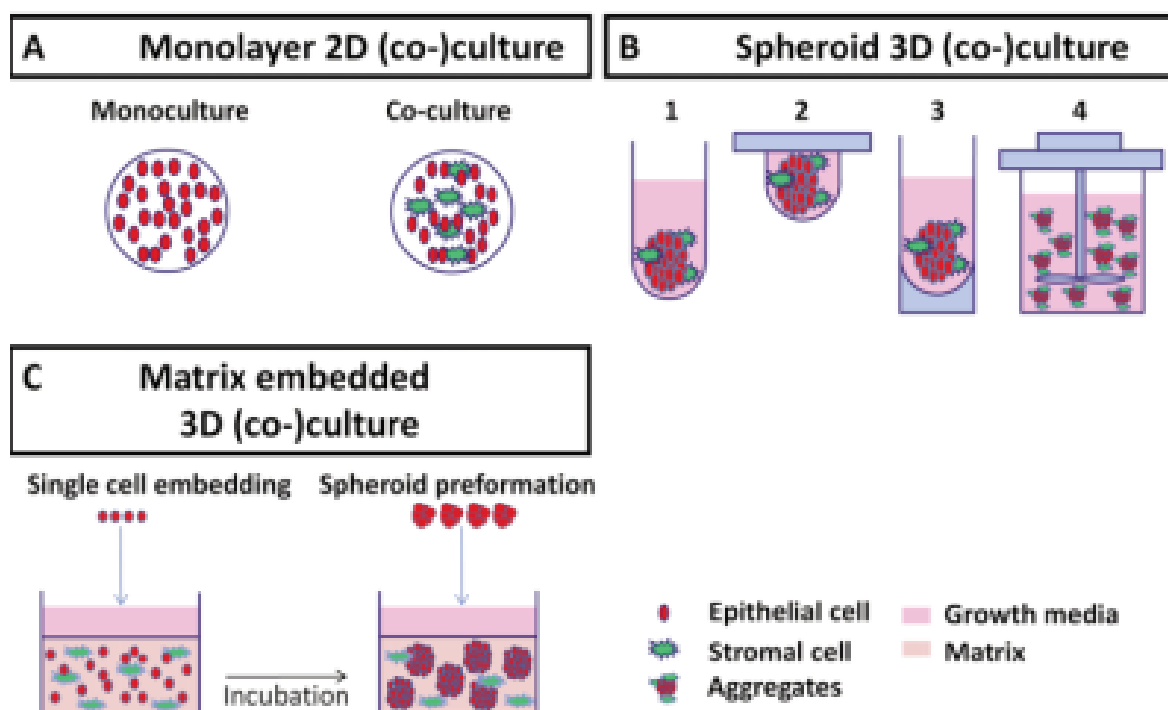 A Monolayer 2D (co-)culture
Monoculture Co-culture
B Spheroid 3D (co-)culture
1 2 3 4
C Matrix embedded
3D (co-)culture
Single cell embedding Spheroid preformation
Incubation
Epithelial cell Growth media
Stromal cell Matrix
Aggregates